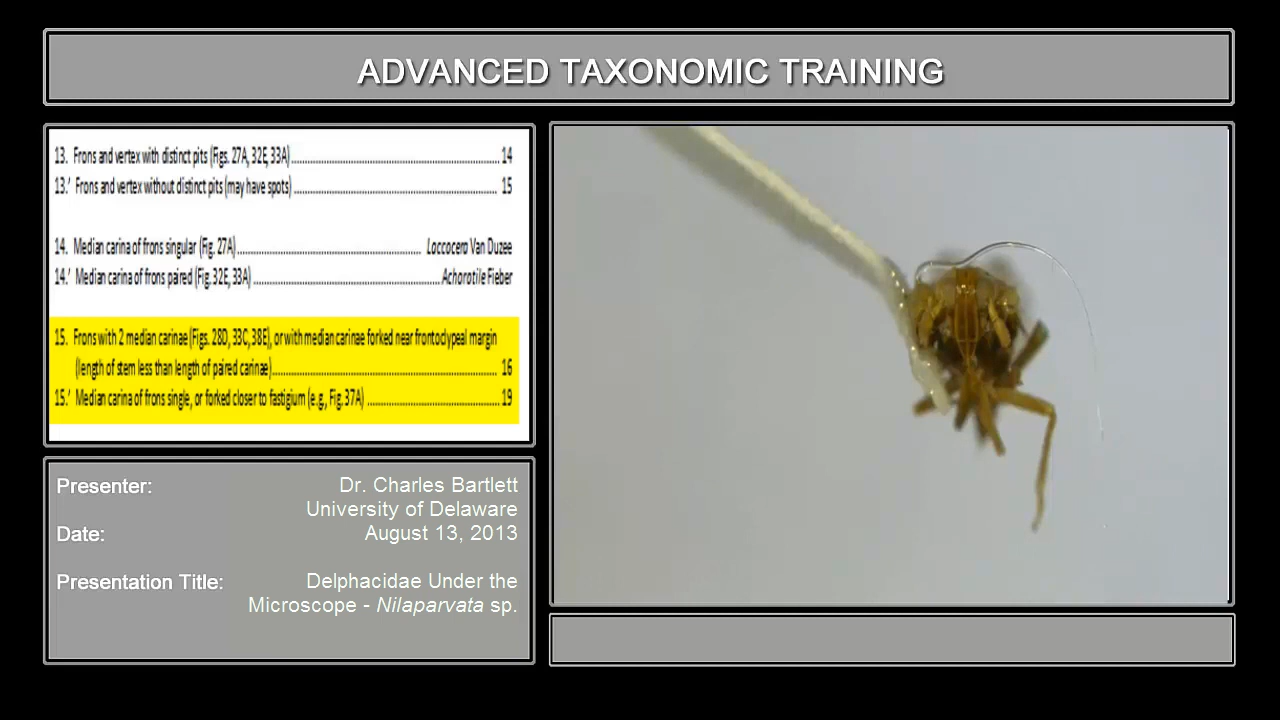 ADVANCED TAXONOMIC TRAINING
13. Frons and vertex with distinct pits (Figs. 27A, 32E, 33A) ........ 14
13.' Frons and vertex without distinct pits (may have spots) ........ 15
14. Median carina of frons singular (Fig. 27A) ........ Laccocera Van Duzee
14.' Median carina of frons paired (Fig. 32E, 33A) ........ Achorotile Fieber
15. Frons with 2 median carinae (Figs. 28D, 33C, 38E), or with median carinae forked near frontoclypeal margin
(length of stem less than length of paired carinae) ........ 16
15.' Median carina of frons single, or forked closer to fastigium (e.g., Fig. 37A) ........ 19
Presenter: Dr. Charles Bartlett
University of Delaware
Date: August 13, 2013
Presentation Title: Delphacidae Under the
Microscope - Nilaparvata sp.